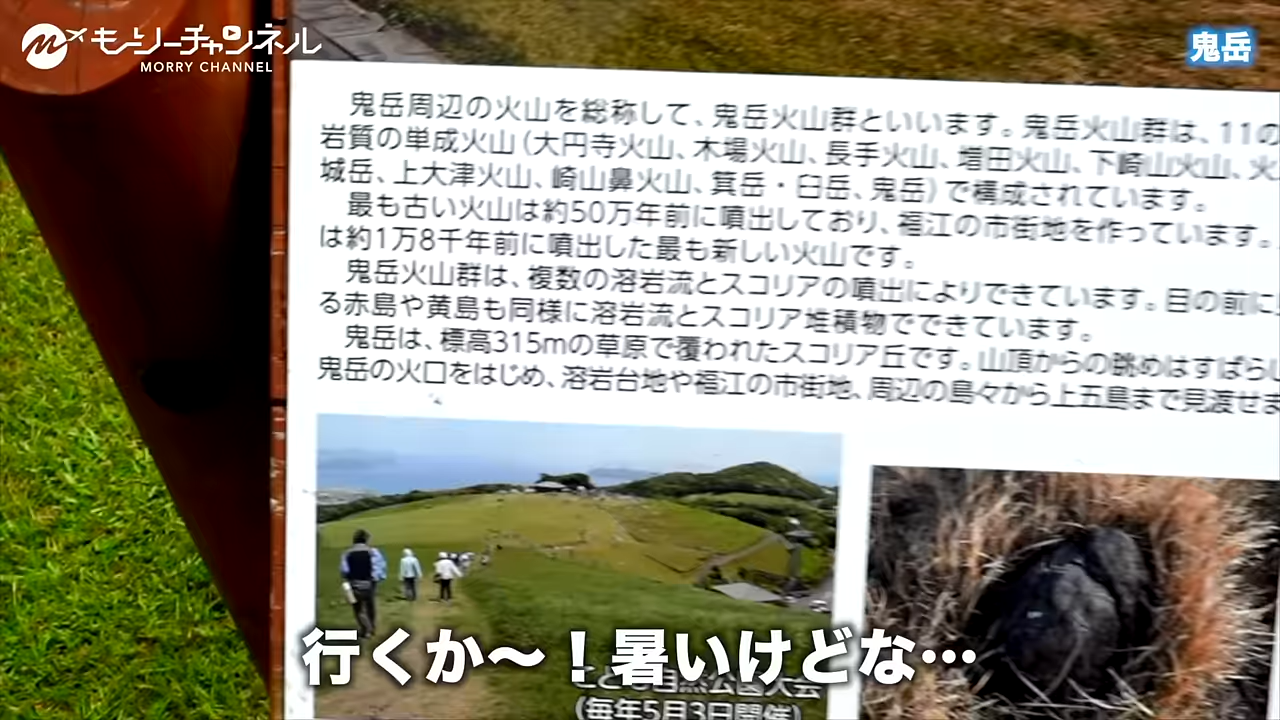 もーりーチャンネル
MORRY CHANNEL
鬼岳
鬼岳周辺の火山を総称して、鬼岳火山群といいます。鬼岳火山群は、11の
岩質の単成火山(大円寺火山、木場火山、長手火山、増田火山、下崎山火山、火
城岳、上大津火山、崎山鼻火山、箕岳・臼岳、鬼岳)で構成されています。
最も古い火山は約50万年前に噴出しており、福江の市街地を作っています。
は約1万8千年前に噴出した最も新しい火山です。
鬼岳火山群は、複数の溶岩流とスコリアの噴出によりできています。目の前に
る赤島や黄島も同様に溶岩流とスコリア堆積物でできています。
鬼岳は、標高315mの草原で覆われたスコリア丘です。山頂からの眺めはすばらし
鬼岳の火口をはじめ、溶岩台地や福江の市街地、周辺の島々から上五島まで見渡せま
行くか〜！暑いけどな…
こども自然公園大会
(毎年5月3日開催)